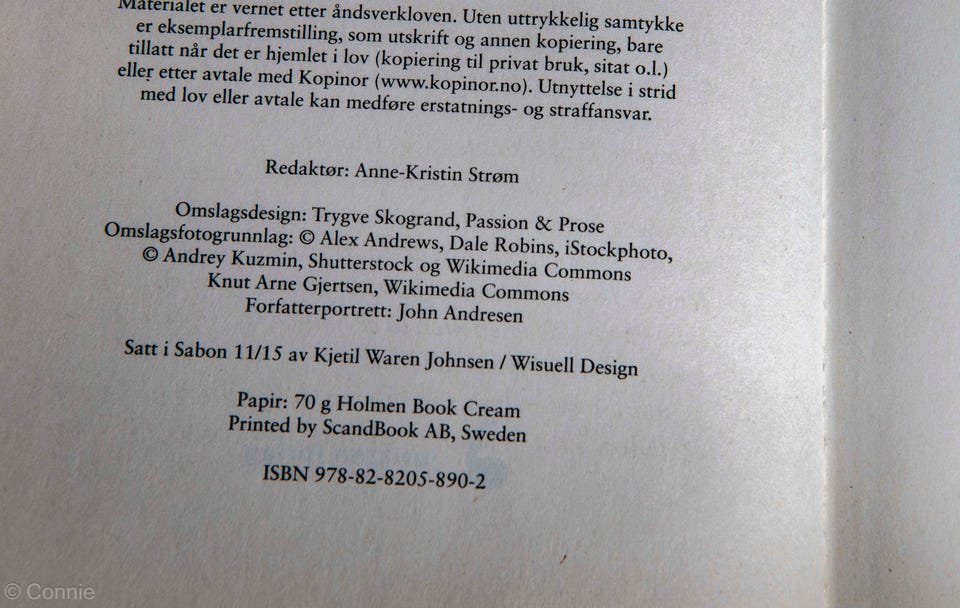 Materialet er vernet etter åndsverkloven. Uten uttrykkelig samtykke
er eksemplarfremstilling, som utskrift og annen kopiering, bare
tillatt når det er hjemlet i lov (kopiering til privat bruk, sitat o.l.)
eller etter avtale med Kopinor (www.kopinor.no). Utnyttelse i strid
med lov eller avtale kan medføre erstatnings- og straffansvar.
Redaktør: Anne-Kristin Strøm
Omslagsdesign: Trygve Skogrand, Passion & Prose
Omslagsfotogrunnlag: © Alex Andrews, Dale Robins, iStockphoto,
© Andrey Kuzmin, Shutterstock og Wikimedia Commons
Knut Arne Gjertsen, Wikimedia Commons
Forfatterportrett: John Andresen
Satt i Sabon 11/15 av Kjetil Waren Johnsen / Wisuell Design
Papir: 70 g Holmen Book Cream
Printed by ScandBook AB, Sweden
ISBN 978-82-8205-890-2
© Connie